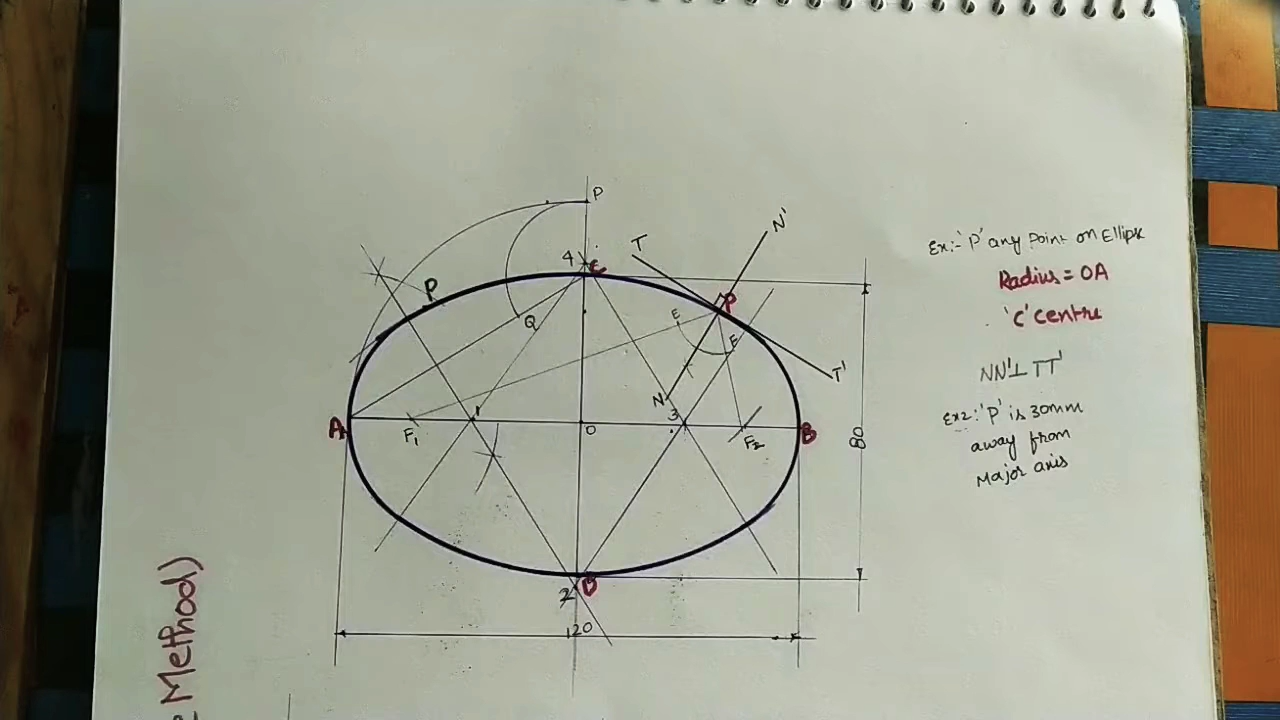 P
N'
T
4
C
P
P
Q
E
E
T'
N
A
F1
1
O
3
F2
B
80
2
D
120
Ex:- 'P' any Point on Ellipse
Radius = OA
'C' centre
NN' ⊥ TT'
Ex2:- 'P' is 30mm
away from
Major axis
Method)